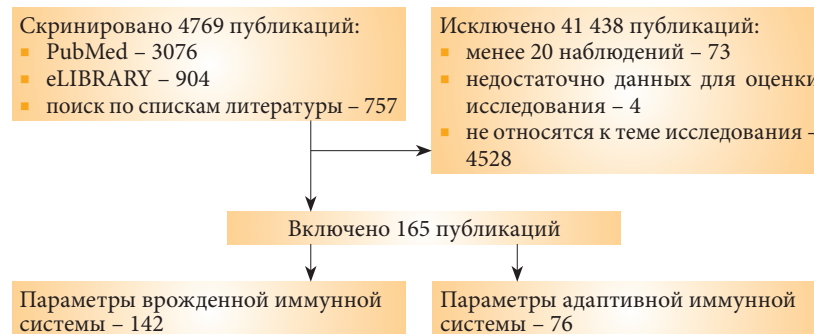 Скринировано 4769 публикаций:
▪ PubMed – 3076
▪ eLIBRARY – 904
▪ поиск по спискам литературы – 757
Исключено 41 438 публикаций:
▪ менее 20 наблюдений – 73
▪ недостаточно данных для оценки
исследования – 4
▪ не относятся к теме исследования –
4528
Включено 165 публикаций
Параметры врожденной иммунной
системы – 142
Параметры адаптивной иммунной
системы – 76